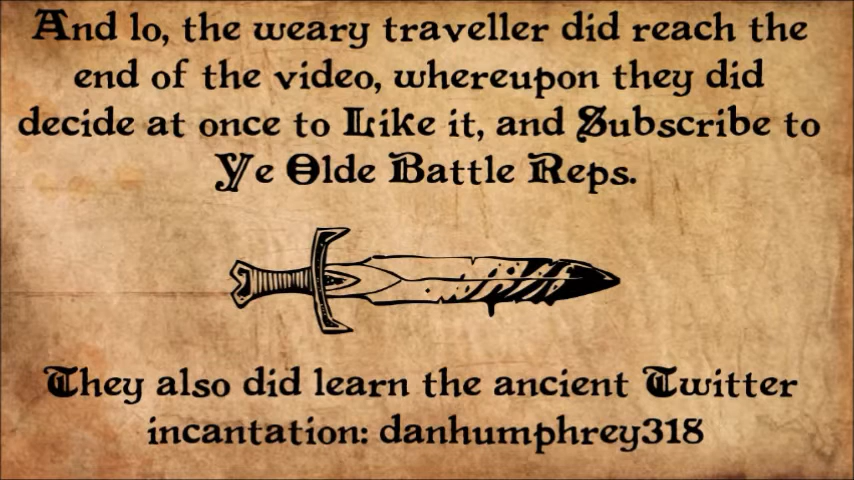 And lo, the weary traveller did reach the
end of the video, whereupon they did
decide at once to Like it, and Subscribe to
Ye Olde Battle Reps.
They also did learn the ancient Twitter
incantation: danhumphrey318